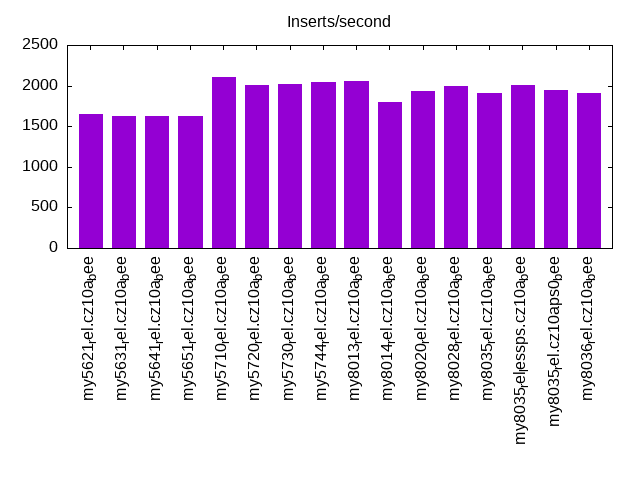 Inserts/second
2500
2000
1500
1000
500
0
my5621rel.cz10abee
my5631rel.cz10abee
my5641rel.cz10abee
my5651rel.cz10abee
my5710rel.cz10abee
my5720rel.cz10abee
my5730rel.cz10abee
my5744rel.cz10abee
my8013rel.cz10abee
my8014rel.cz10abee
my8020rel.cz10abee
my8028rel.cz10abee
my8035rel.cz10abee
my8035rellessps.cz10abee
my8035rel.cz10aps0bee
my8036rel.cz10abee